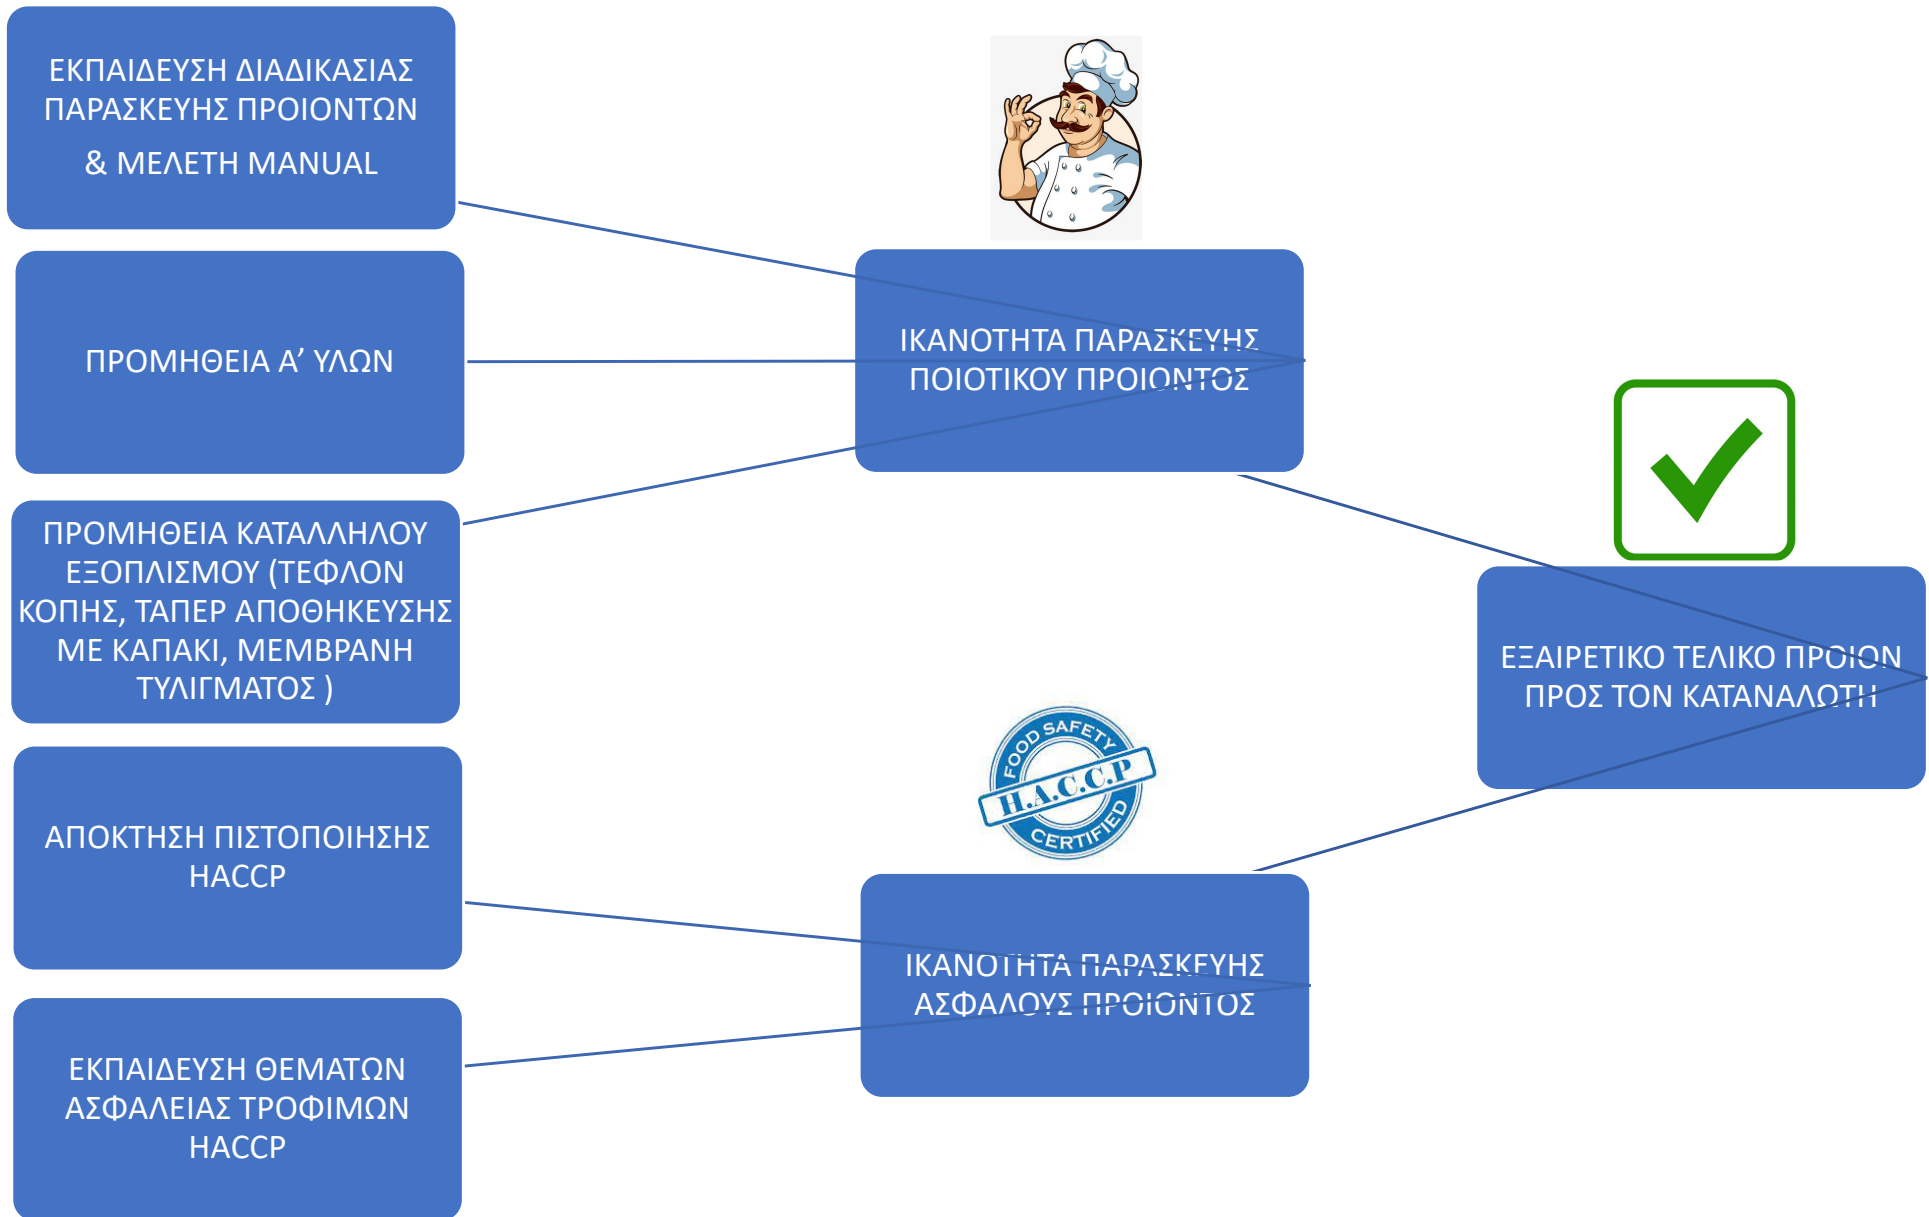 ΕΚΠΑΙΔΕΥΣΗ ΔΙΑΔΙΚΑΣΙΑΣ
ΠΑΡΑΣΚΕΥΗΣ ΠΡΟΙΟΝΤΩΝ
& ΜΕΛΕΤΗ MANUAL
ΠΡΟΜΗΘΕΙΑ Α’ ΥΛΩΝ
ΠΡΟΜΗΘΕΙΑ ΚΑΤΑΛΛΗΛΟΥ
ΕΞΟΠΛΙΣΜΟΥ (ΤΕΦΛΟΝ
ΚΟΠΗΣ, ΤΑΠΕΡ ΑΠΟΘΗΚΕΥΣΗΣ
ΜΕ ΚΑΠΑΚΙ, ΜΕΜΒΡΑΝΗ
ΤΥΛΙΓΜΑΤΟΣ )
ΑΠΟΚΤΗΣΗ ΠΙΣΤΟΠΟΙΗΣΗΣ
HACCP
ΕΚΠΑΙΔΕΥΣΗ ΘΕΜΑΤΩΝ
ΑΣΦΑΛΕΙΑΣ ΤΡΟΦΙΜΩΝ
HACCP
ΙΚΑΝΟΤΗΤΑ ΠΑΡΑΣΚΕΥΗΣ
ΠΟΙΟΤΙΚΟΥ ΠΡΟΙΟΝΤΟΣ
FOOD SAFETY
H.A.C.C.P
CERTIFIED
ΙΚΑΝΟΤΗΤΑ ΠΑΡΑΣΚΕΥΗΣ
ΑΣΦΑΛΟΥΣ ΠΡΟΙΟΝΤΟΣ
ΕΞΑΙΡΕΤΙΚΟ ΤΕΛΙΚΟ ΠΡΟΙΟΝ
ΠΡΟΣ ΤΟΝ ΚΑΤΑΝΑΛΩΤΗ